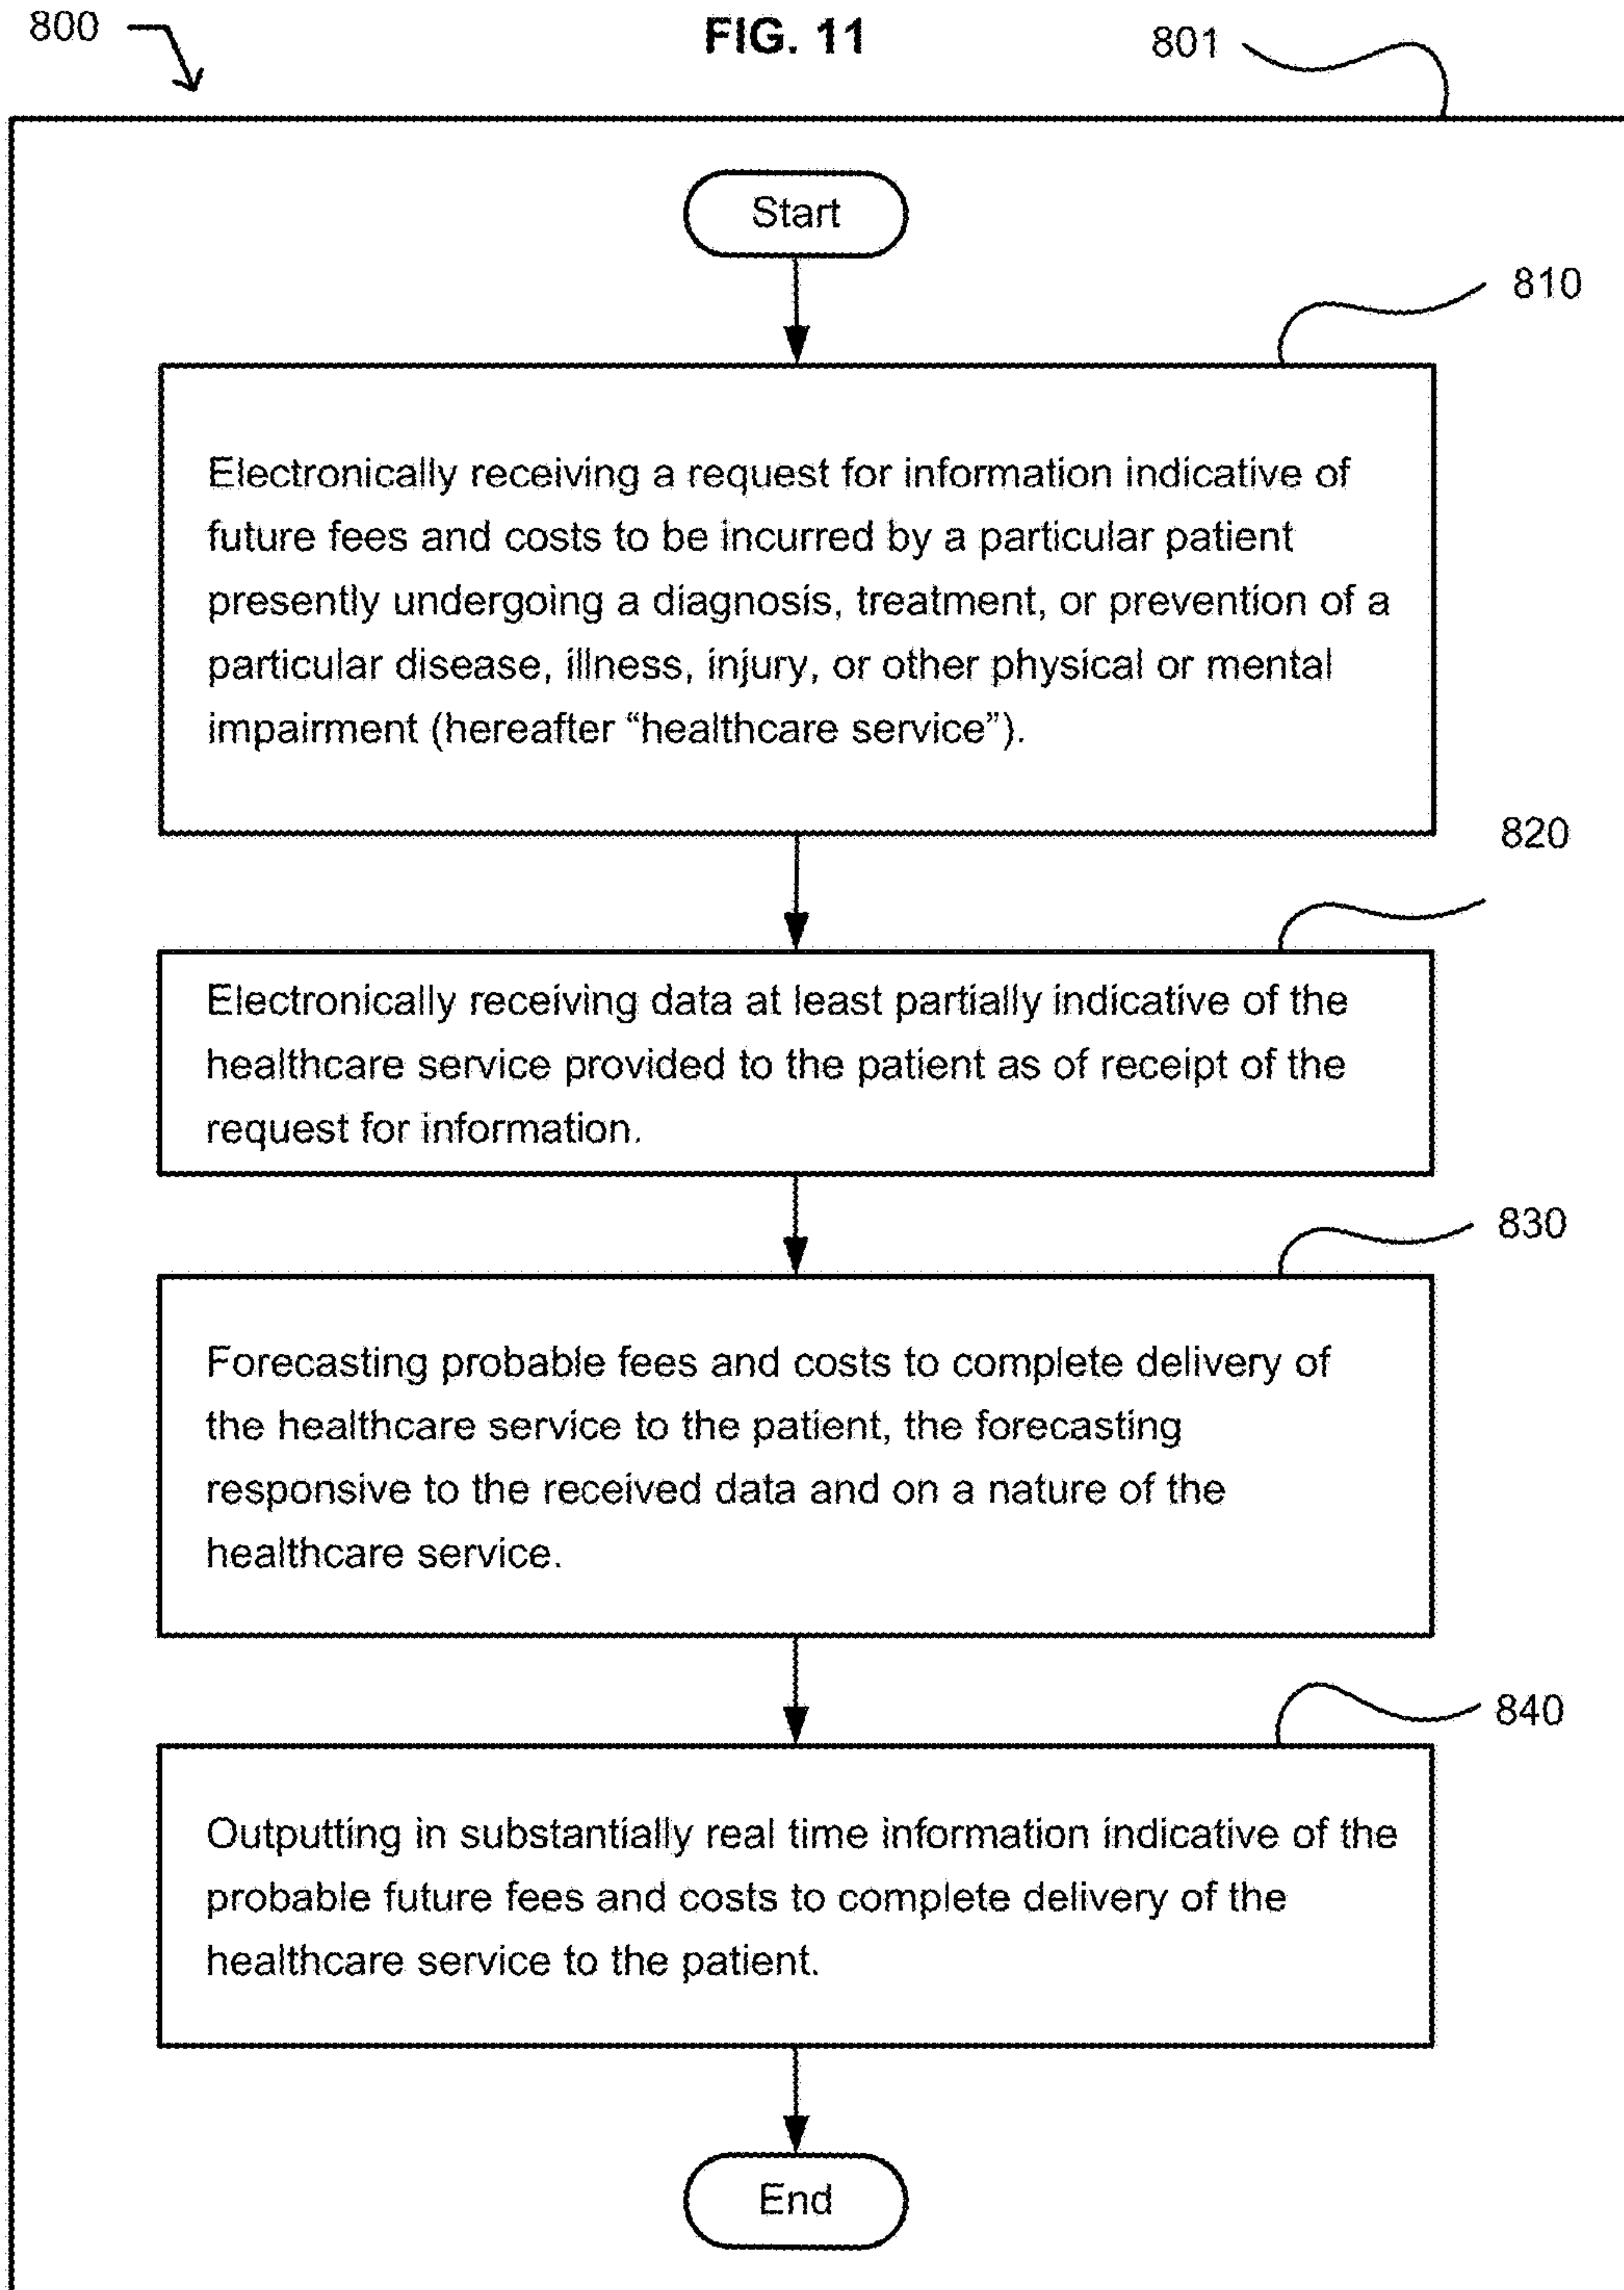 800
FIG. 11
801
Start
810
Electronically receiving a request for information indicative of
future fees and costs to be incurred by a particular patient
presently undergoing a diagnosis, treatment, or prevention of a
particular disease, illness, injury, or other physical or mental
impairment (hereafter “healthcare service”).
820
Electronically receiving data at least partially indicative of the
healthcare service provided to the patient as of receipt of the
request for information.
830
Forecasting probable fees and costs to complete delivery of
the healthcare service to the patient, the forecasting
responsive to the received data and on a nature of the
healthcare service.
840
Outputting in substantially real time information indicative of the
probable future fees and costs to complete delivery of the
healthcare service to the patient.
End